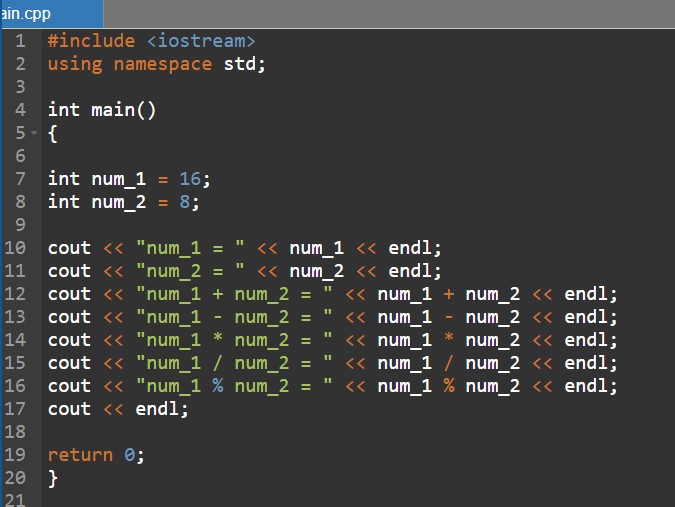 ain.cpp
1 #include <iostream>
2 using namespace std;
3
4 int main()
5 {
6
7 int num_1 = 16;
8 int num_2 = 8;
9
10 cout << "num_1 = " << num_1 << endl;
11 cout << "num_2 = " << num_2 << endl;
12 cout << "num_1 + num_2 = " << num_1 + num_2 << endl;
13 cout << "num_1 - num_2 = " << num_1 - num_2 << endl;
14 cout << "num_1 * num_2 = " << num_1 * num_2 << endl;
15 cout << "num_1 / num_2 = " << num_1 / num_2 << endl;
16 cout << "num_1 % num_2 = " << num_1 % num_2 << endl;
17 cout << endl;
18
19 return 0;
20 }
21